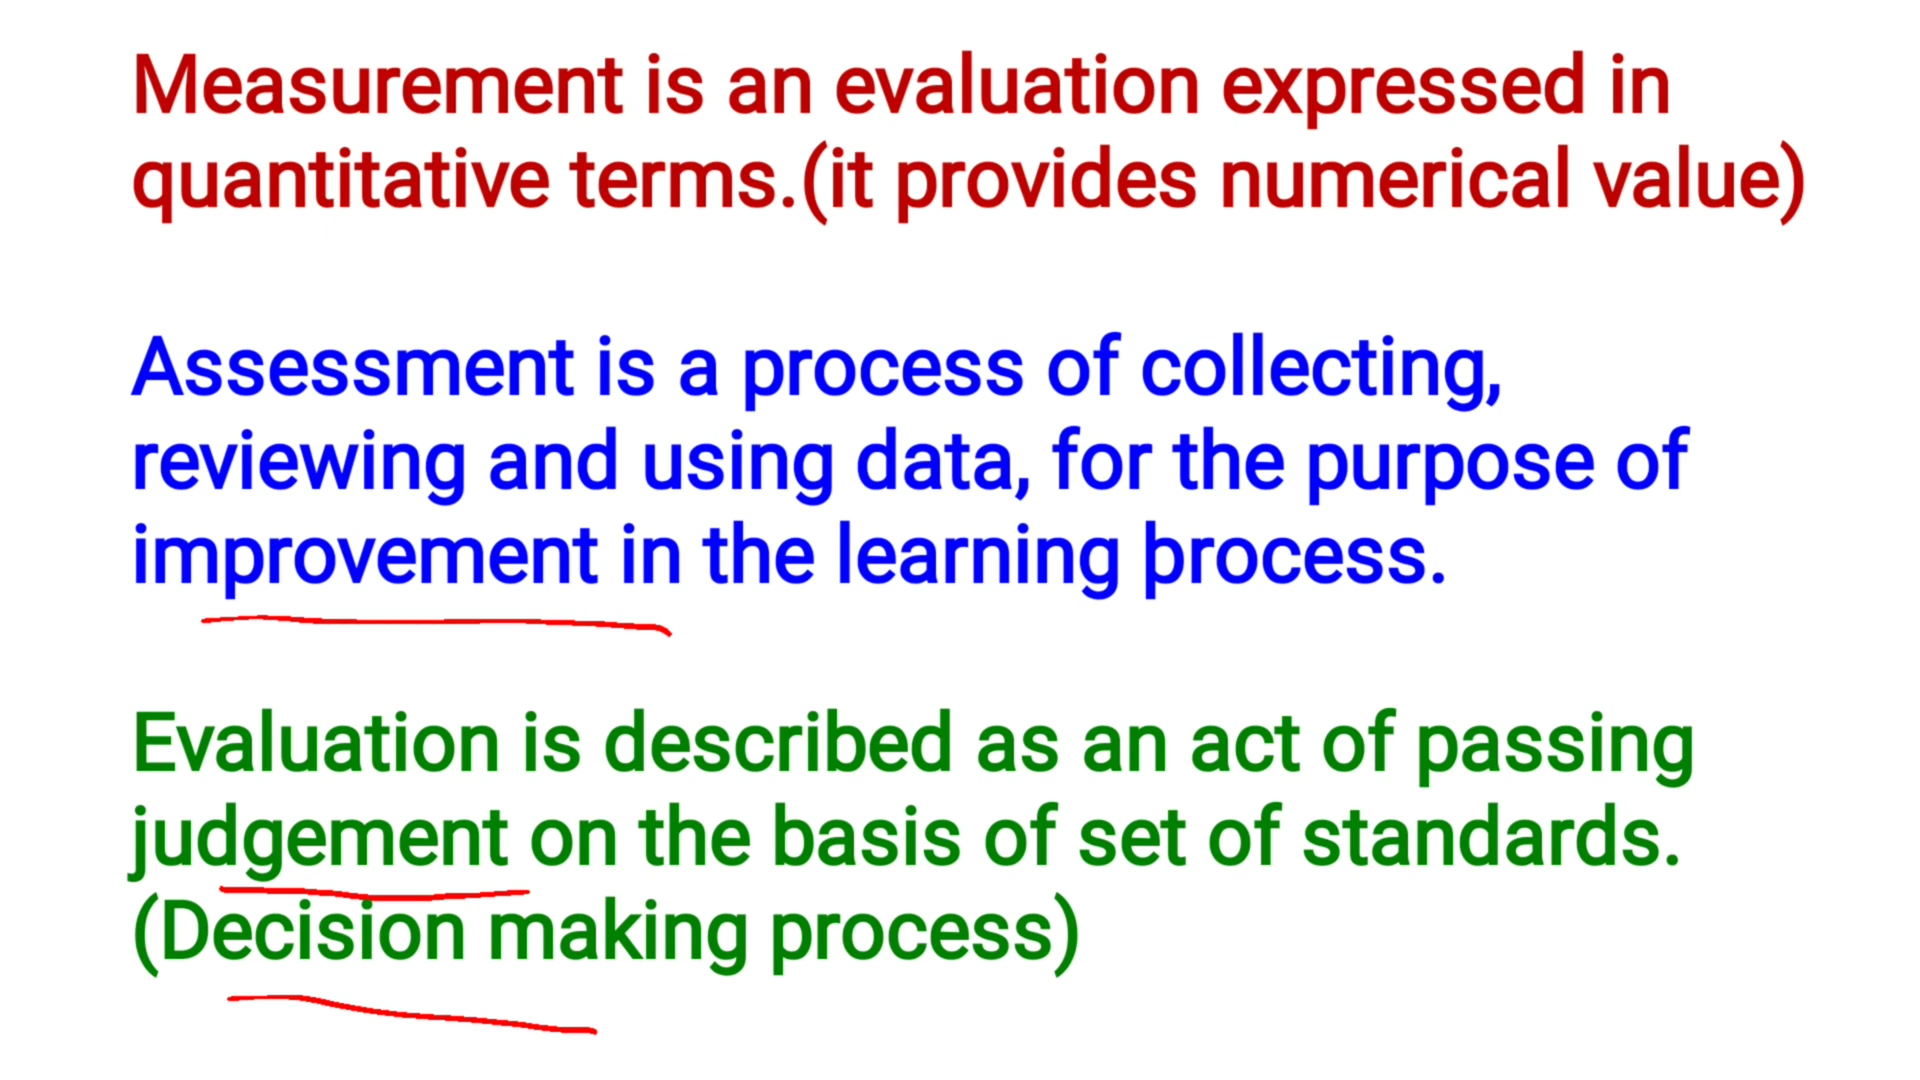 Measurement is an evaluation expressed in
quantitative terms.(it provides numerical value)
Assessment is a process of collecting,
reviewing and using data, for the purpose of
improvement in the learning process.
Evaluation is described as an act of passing
judgement on the basis of set of standards.
(Decision making process)